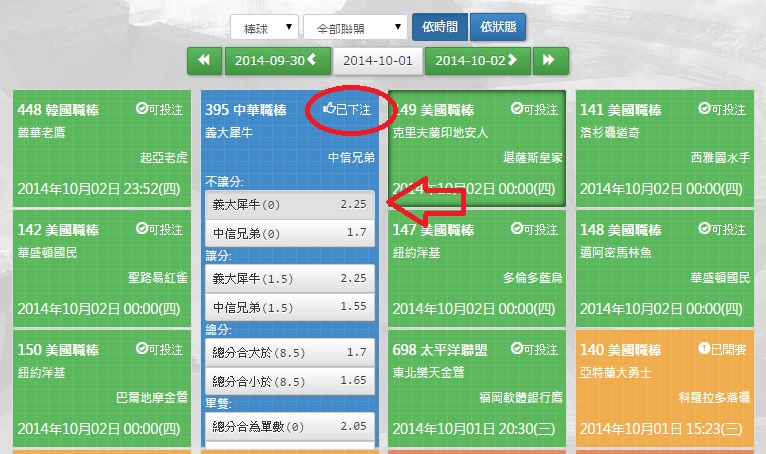 棒球 全部聯盟 依時間 依狀態
2014-09-30 2014-10-01 2014-10-02
448 韓國職棒 可投注
韓華老鷹
起亞老虎
2014年10月02日 23:52(四)
395 中華職棒 已下注
義大犀牛
中信兄弟
不讓分:
義大犀牛(0) 2.25
中信兄弟(0) 1.7
讓分:
義大犀牛(1.5) 2.25
中信兄弟(1.5) 1.55
總分:
總分合大於(8.5) 1.7
總分合小於(8.5) 1.65
單雙:
總分合為單數(0) 2.05
149 美國職棒 可投注
克里夫蘭印地安人
堪薩斯皇家
2014年10月02日 00:00(四)
141 美國職棒 可投注
洛杉磯道奇
西雅圖水手
2014年10月02日 00:00(四)
142 美國職棒 可投注
華盛頓國民
聖路易紅雀
2014年10月02日 00:00(四)
147 美國職棒 可投注
紐約洋基
多倫多藍鳥
2014年10月02日 00:00(四)
148 美國職棒 可投注
邁阿密馬林魚
華盛頓國民
2014年10月02日 00:00(四)
150 美國職棒 可投注
紐約洋基
巴爾地摩金鶯
2014年10月02日 00:00(四)
698 太平洋聯盟 可投注
東北樂天金鷲
福岡軟體銀行鷹
2014年10月01日 20:30(三)
140 美國職棒 已開賽
亞特蘭大勇士
科羅拉多落磯
2014年10月01日 15:23(三)